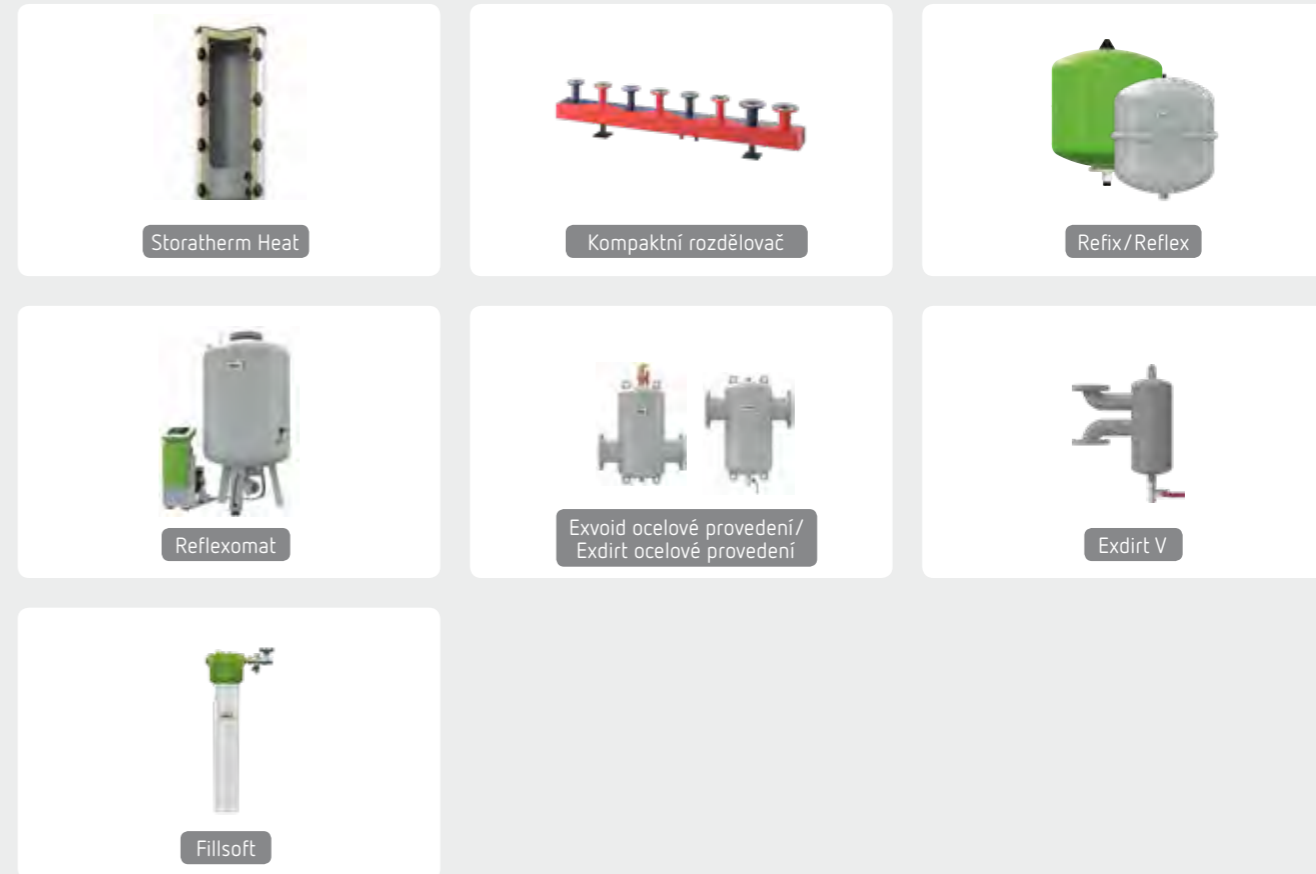 Storatherm Heat
Kompaktní rozdělovač
Refix/Reflex
Reflexomat
Exvoid ocelové provedení/
Exdirt ocelové provedení
Exdirt V
Fillsoft